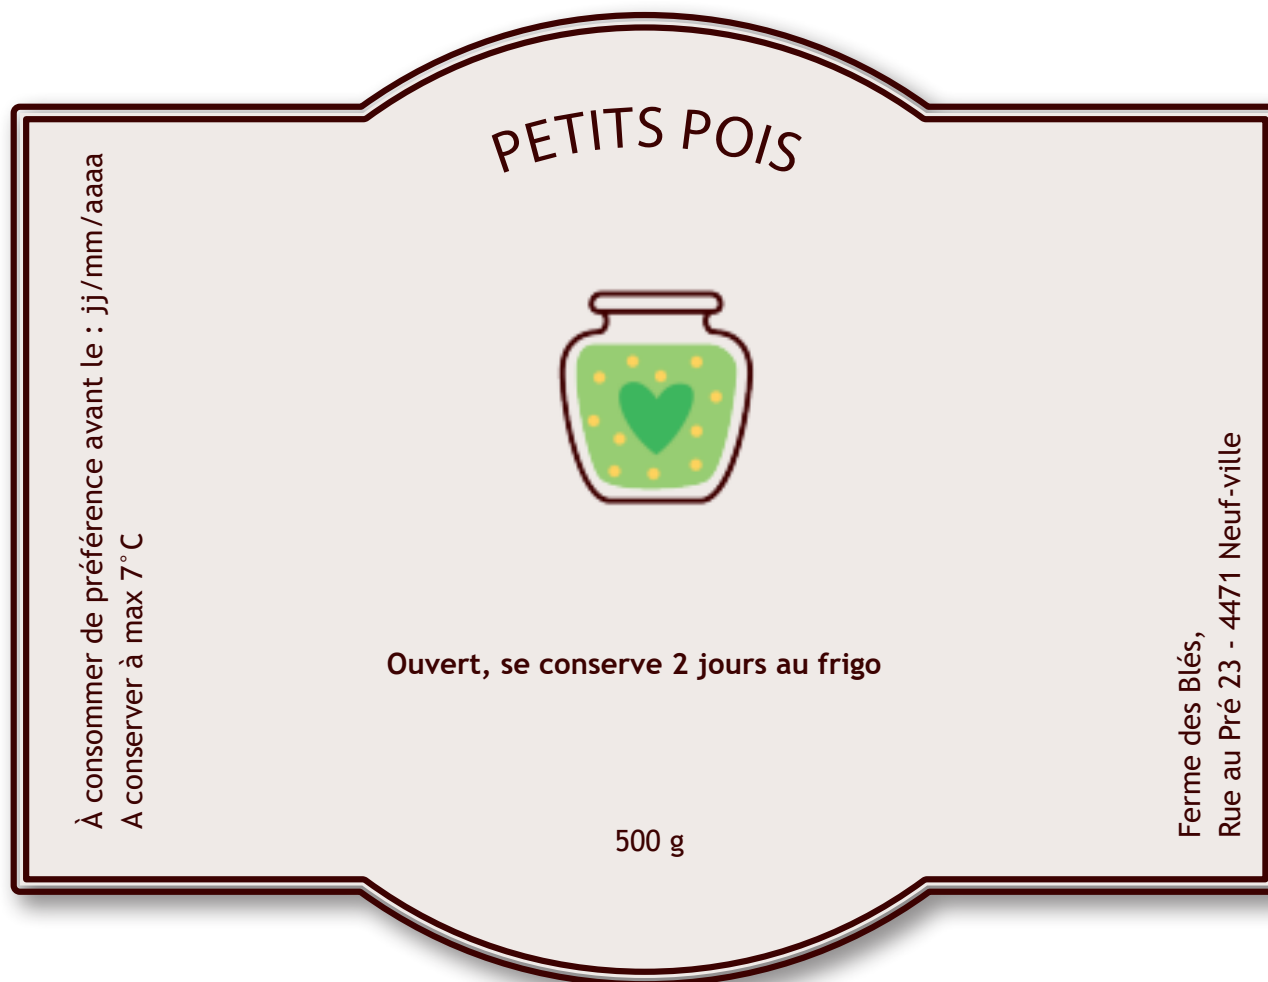 PETITS POIS
À consommer de préférence avant le : jj/mm/aaaa
A conserver à max 7°C
Ouvert, se conserve 2 jours au frigo
500 g
Ferme des Blés,
Rue au Pré 23 - 4471 Neuf-ville